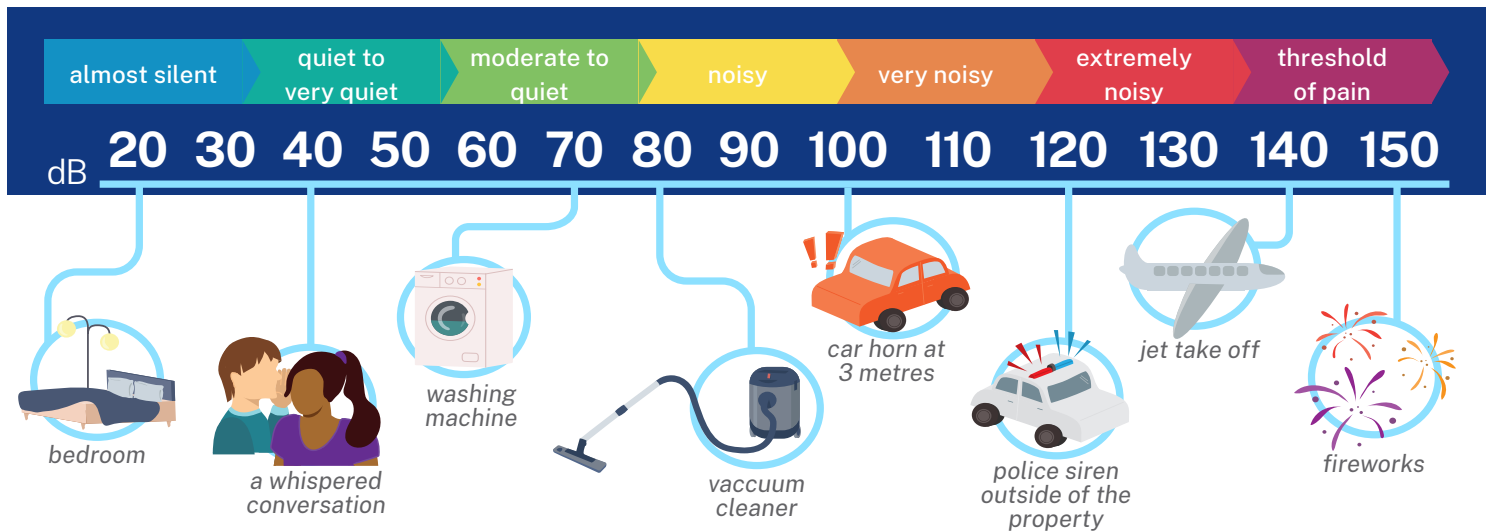 almost silent
quiet to
very quiet
moderate to
quiet
noisy
very noisy
extremely
noisy
threshold
of pain
dB 20 30 40 50 60 70 80 90 100 110 120 130 140 150
bedroom
a whispered
conversation
washing
machine
vaccuum
cleaner
car horn at
3 metres
police siren
outside of the
property
jet take off
fireworks